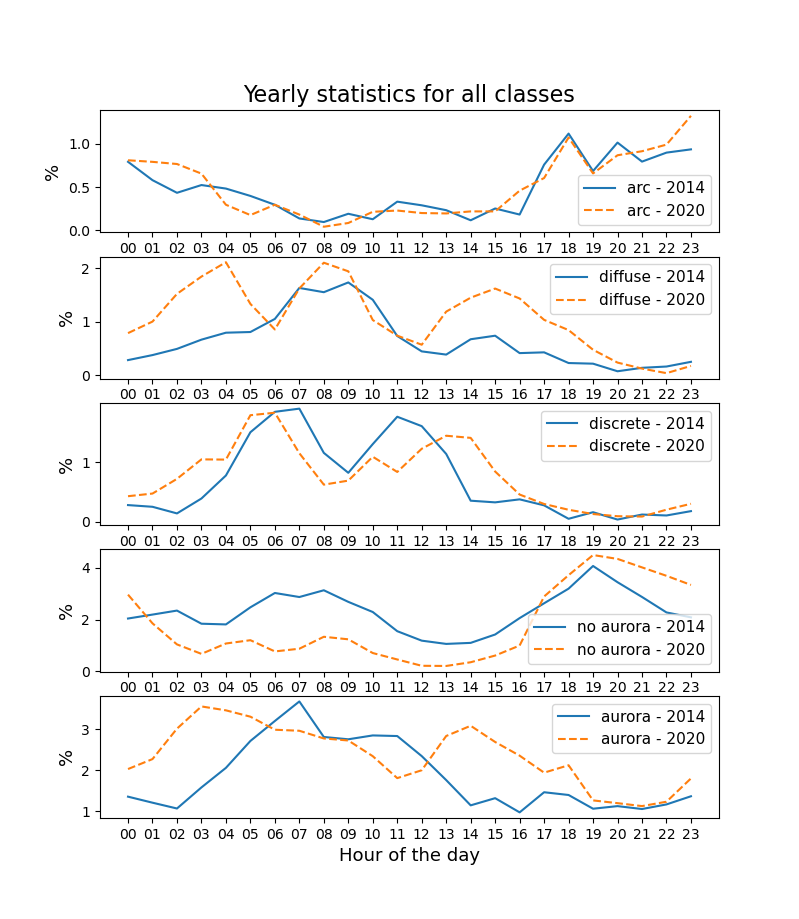 Yearly statistics for all classes
1.0
0.5
0.0
%
arc - 2014
arc - 2020
00 01 02 03 04 05 06 07 08 09 10 11 12 13 14 15 16 17 18 19 20 21 22 23
2
1
0
%
diffuse - 2014
diffuse - 2020
00 01 02 03 04 05 06 07 08 09 10 11 12 13 14 15 16 17 18 19 20 21 22 23
1
0
%
discrete - 2014
discrete - 2020
00 01 02 03 04 05 06 07 08 09 10 11 12 13 14 15 16 17 18 19 20 21 22 23
4
2
0
%
no aurora - 2014
no aurora - 2020
00 01 02 03 04 05 06 07 08 09 10 11 12 13 14 15 16 17 18 19 20 21 22 23
3
2
1
%
aurora - 2014
aurora - 2020
00 01 02 03 04 05 06 07 08 09 10 11 12 13 14 15 16 17 18 19 20 21 22 23
Hour of the day